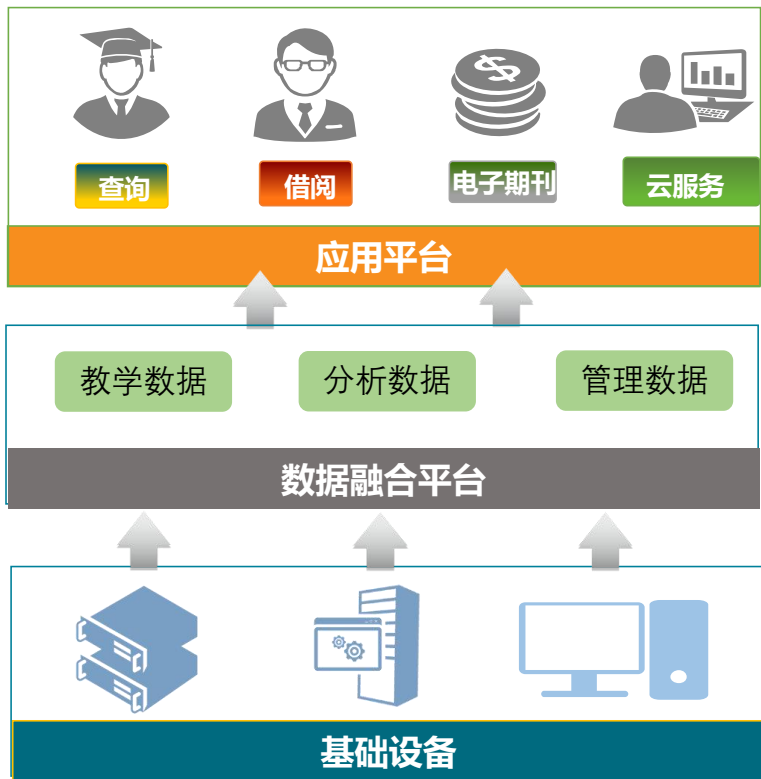 查询 借阅 电子期刊 云服务
应用平台
教学数据 分析数据 管理数据
数据融合平台
基础设备